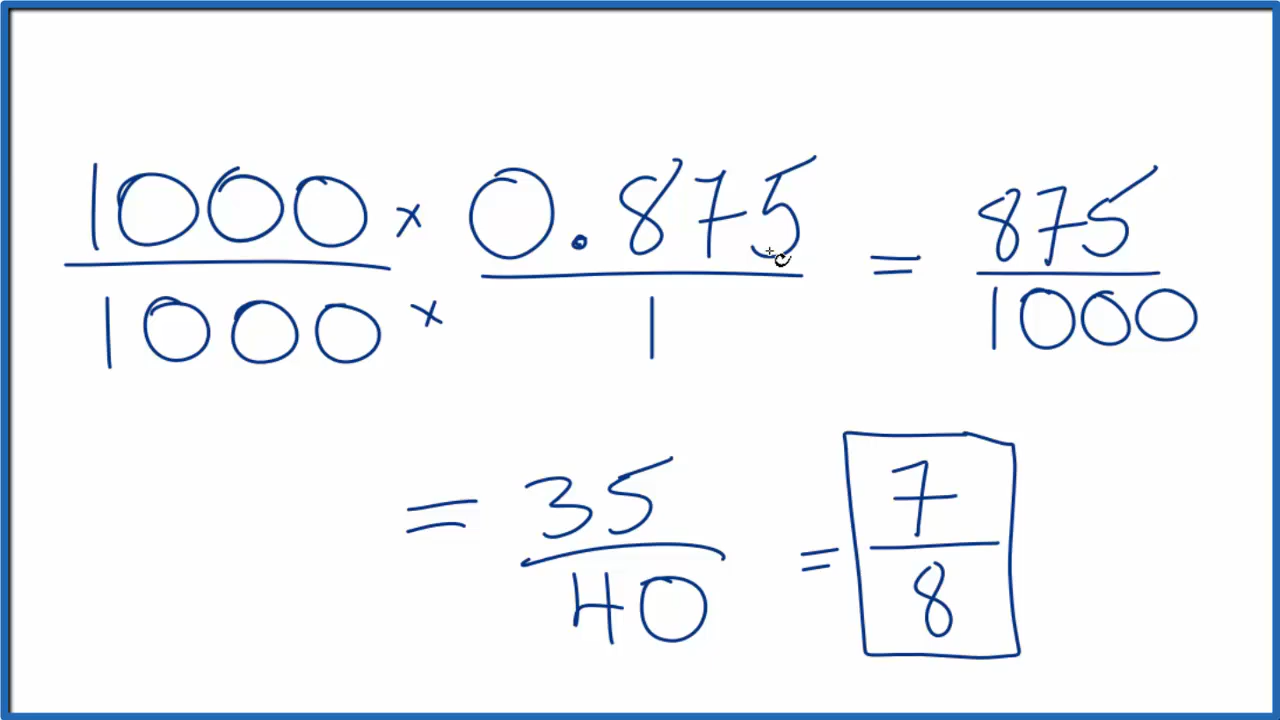 1000 × 0.875 = 875
1000 × 1 1000
= 35 = 7
40 8